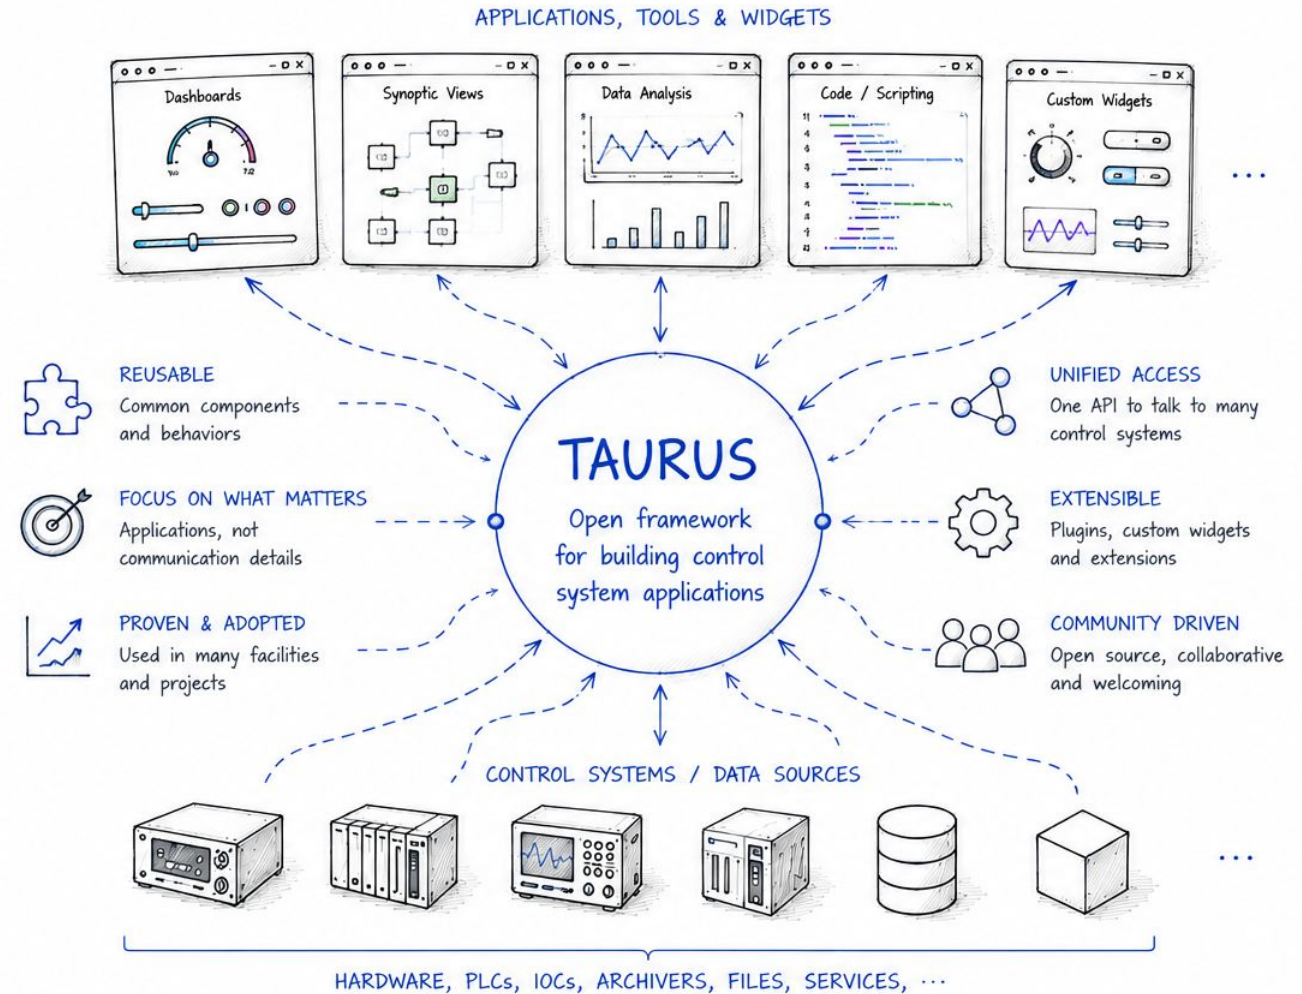 APPLICATIONS, TOOLS & WIDGETS
Dashboards
Synoptic Views
Data Analysis
Code / Scripting
Custom Widgets
...
REUSABLE
Common components
and behaviors
FOCUS ON WHAT MATTERS
Applications, not
communication details
PROVEN & ADOPTED
Used in many facilities
and projects
TAURUS
Open framework
for building control
system applications
UNIFIED ACCESS
One API to talk to many
control systems
EXTENSIBLE
Plugins, custom widgets
and extensions
COMMUNITY DRIVEN
Open source, collaborative
and welcoming
CONTROL SYSTEMS / DATA SOURCES
...
HARDWARE, PLCs, IOCs, ARCHIVERS, FILES, SERVICES, ...